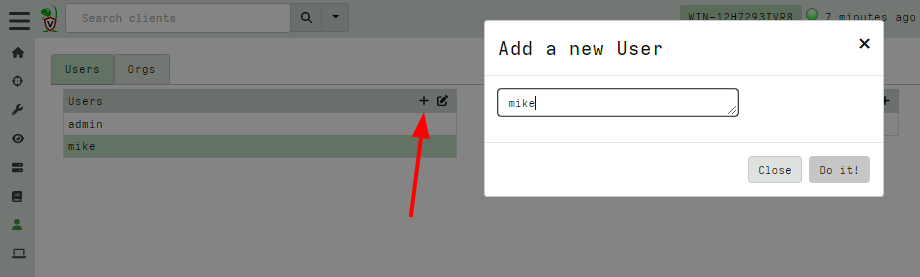 Search clients
WIN-12H7293TVR8
7 minutes ago
Users
Orgs
Users
admin
mike
Add a new User
mike
Close
Do it!